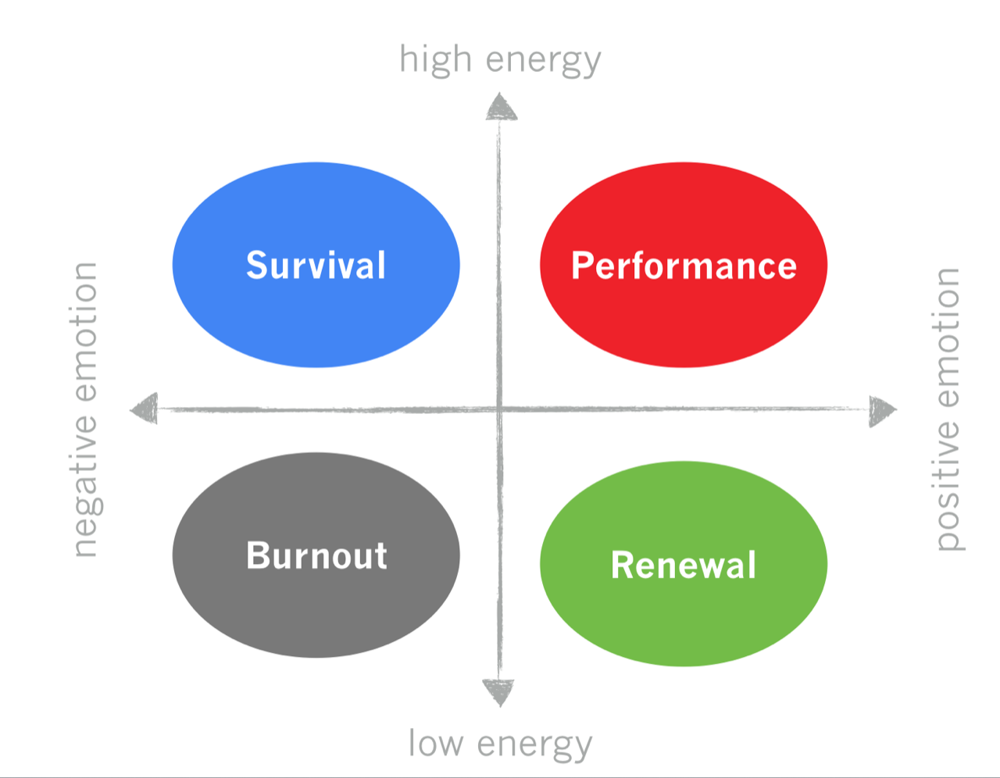 high energy
Survival
Performance
negative emotion
positive emotion
Burnout
Renewal
low energy